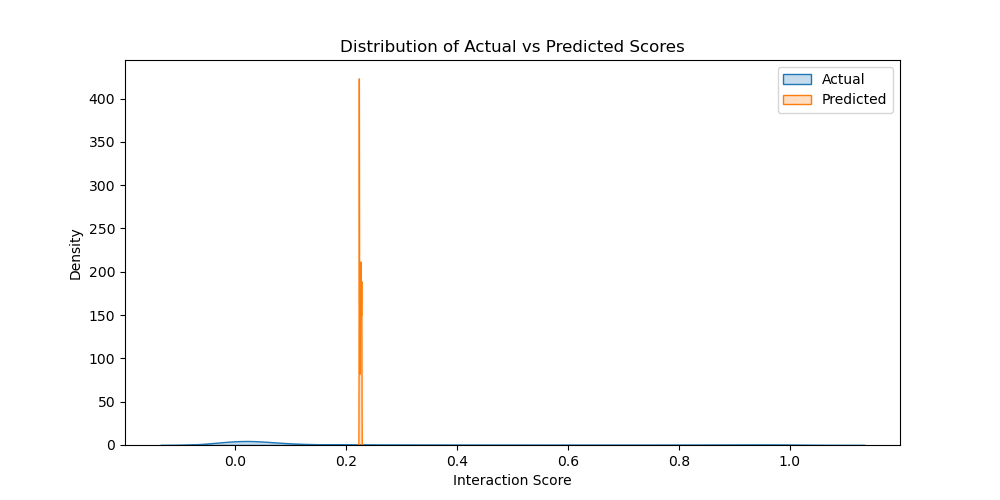 Distribution of Actual vs Predicted Scores
Actual
Predicted
400
350
300
250
200
150
100
50
0
Density
0.0 0.2 0.4 0.6 0.8 1.0
Interaction Score